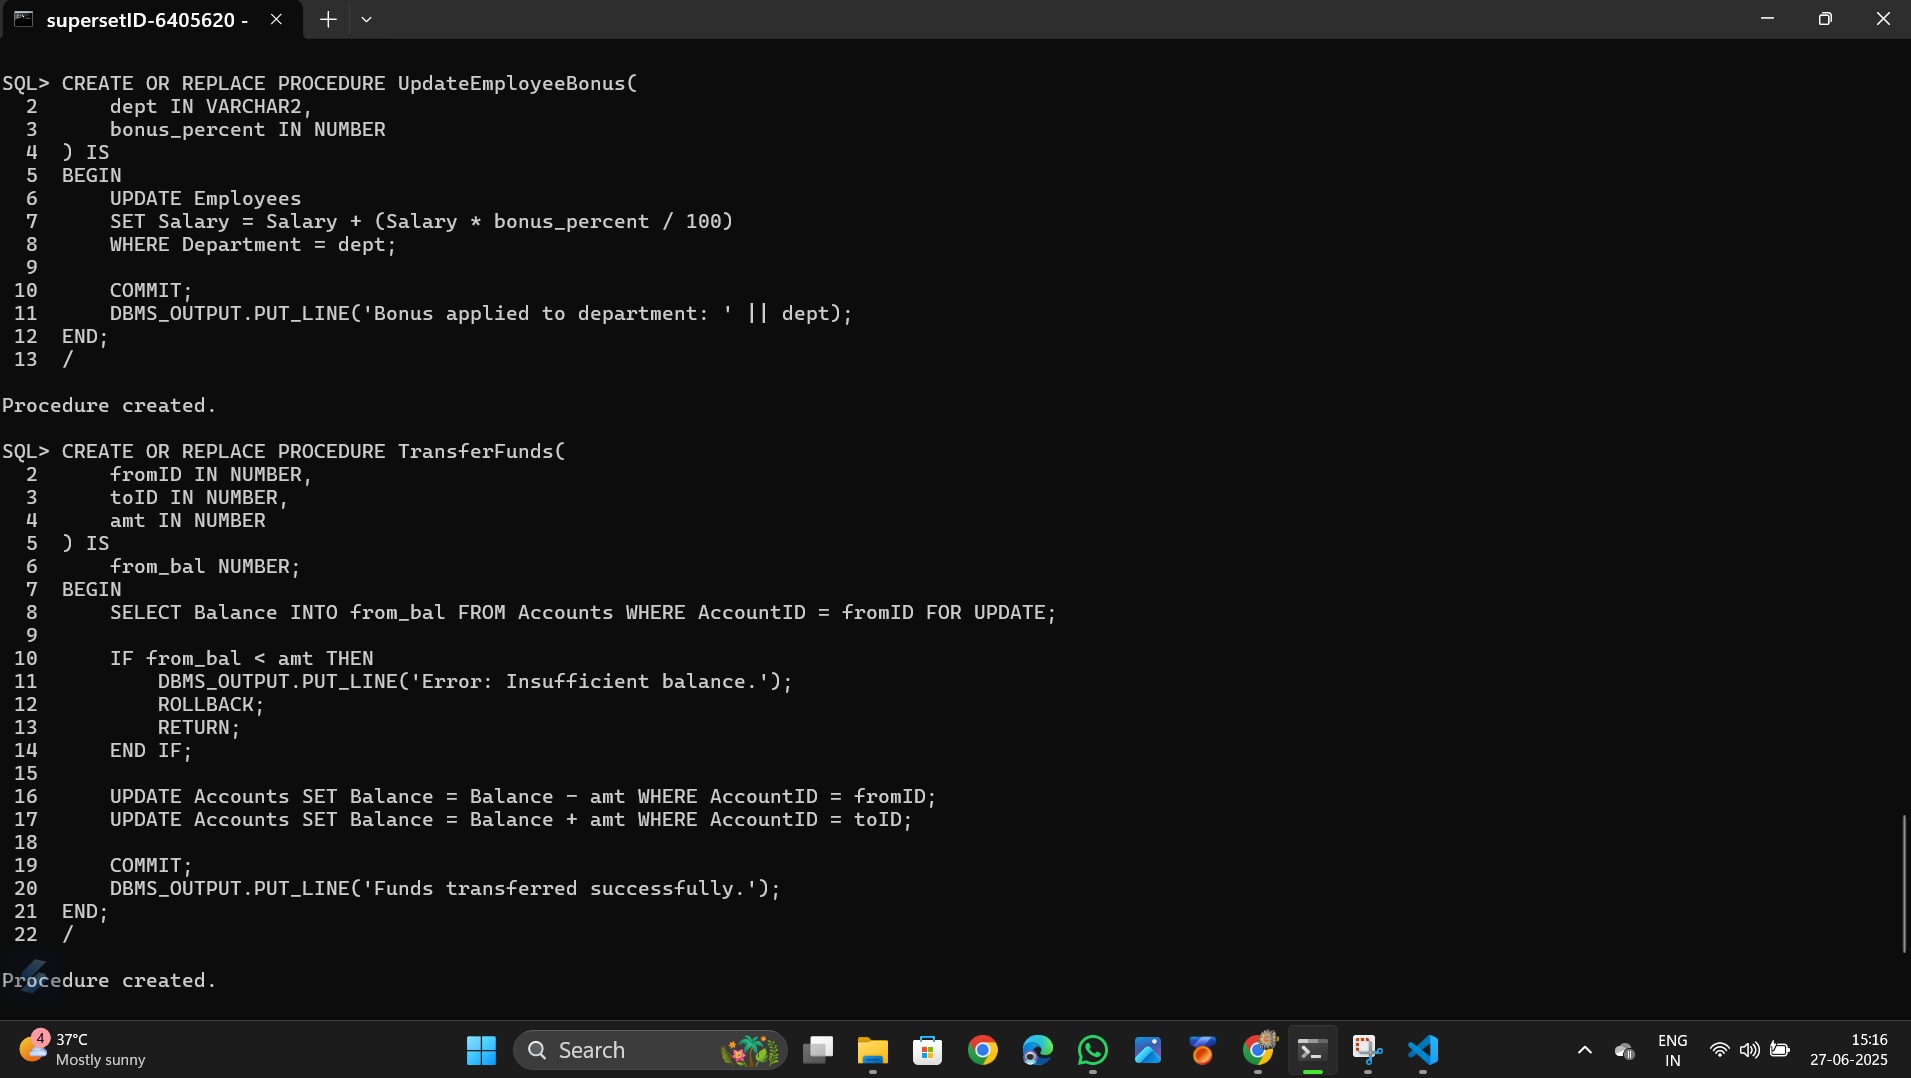 supersetID-6405620 -
SQL> CREATE OR REPLACE PROCEDURE UpdateEmployeeBonus(
2 dept IN VARCHAR2,
3 bonus_percent IN NUMBER
4 ) IS
5 BEGIN
6 UPDATE Employees
7 SET Salary = Salary + (Salary * bonus_percent / 100)
8 WHERE Department = dept;
9
10 COMMIT;
11 DBMS_OUTPUT.PUT_LINE('Bonus applied to department: ' || dept);
12 END;
13 /
Procedure created.
SQL> CREATE OR REPLACE PROCEDURE TransferFunds(
2 fromID IN NUMBER,
3 toID IN NUMBER,
4 amt IN NUMBER
5 ) IS
6 from_bal NUMBER;
7 BEGIN
8 SELECT Balance INTO from_bal FROM Accounts WHERE AccountID = fromID FOR UPDATE;
9
10 IF from_bal < amt THEN
11 DBMS_OUTPUT.PUT_LINE('Error: Insufficient balance.');
12 ROLLBACK;
13 RETURN;
14 END IF;
15
16 UPDATE Accounts SET Balance = Balance - amt WHERE AccountID = fromID;
17 UPDATE Accounts SET Balance = Balance + amt WHERE AccountID = toID;
18
19 COMMIT;
20 DBMS_OUTPUT.PUT_LINE('Funds transferred successfully.');
21 END;
22 /
Procedure created.
4
37°C
Mostly sunny
Search
ENG
IN
15:16
27-06-2025